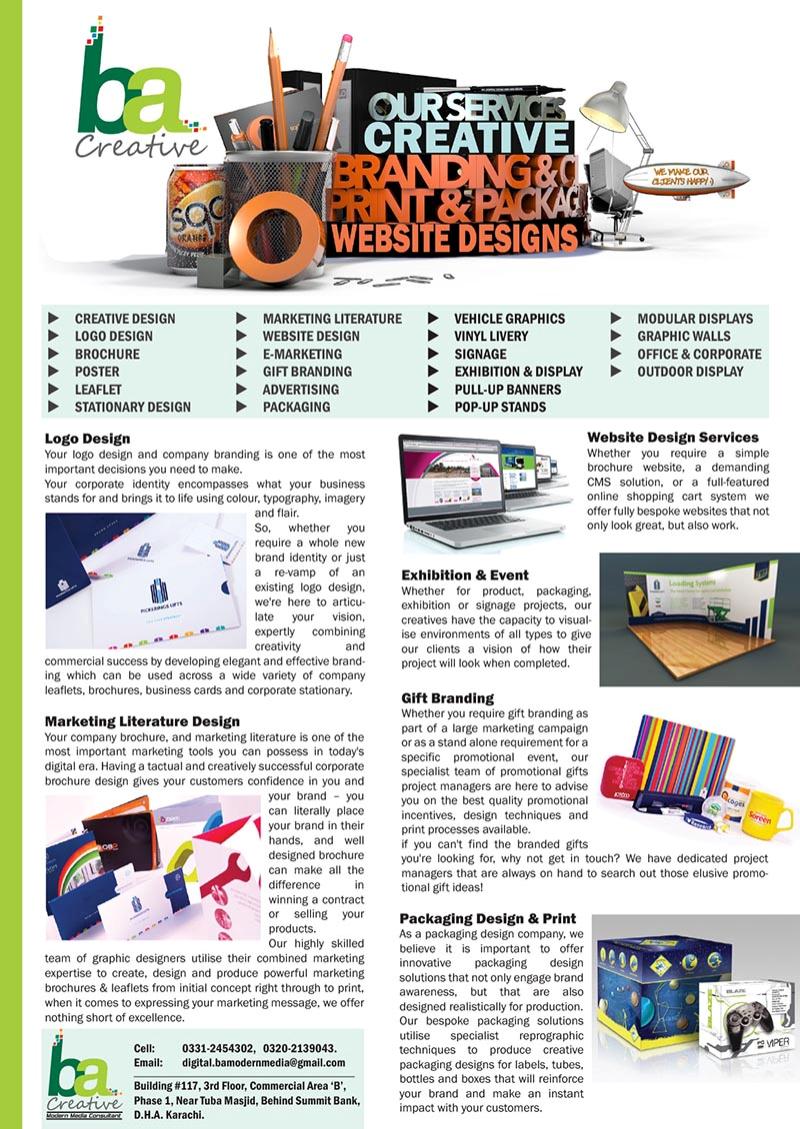 ba
Creative
OUR SERVICES
CREATIVE
BRANDING & C
PRINT & PACKAG
WEBSITE DESIGNS
WE MAKE OUR
CLIENTS HAPPY :)
ORANGE
CREATIVE DESIGN
LOGO DESIGN
BROCHURE
POSTER
LEAFLET
STATIONARY DESIGN
MARKETING LITERATURE
WEBSITE DESIGN
E-MARKETING
GIFT BRANDING
ADVERTISING
PACKAGING
VEHICLE GRAPHICS
VINYL LIVERY
SIGNAGE
EXHIBITION & DISPLAY
PULL-UP BANNERS
POP-UP STANDS
MODULAR DISPLAYS
GRAPHIC WALLS
OFFICE & CORPORATE
OUTDOOR DISPLAY
Logo Design
Your logo design and company branding is one of the most
important decisions you need to make.
Your corporate identity encompasses what your business
stands for and brings it to life using colour, typography, imagery
and flair.
So, whether you
require a whole new
brand identity or just
a re-vamp of an
existing logo design,
we're here to articu-
late your vision,
expertly combining
creativity and
commercial success by developing elegant and effective brand-
ing which can be used across a wide variety of company
leaflets, brochures, business cards and corporate stationary.
PICKERINGS LIFTS
Marketing Literature Design
Your company brochure, and marketing literature is one of the
most important marketing tools you can possess in today's
digital era. Having a tactual and creatively successful corporate
brochure design gives your customers confidence in you and
your brand – you
can literally place
your brand in their
hands, and well
designed brochure
can make all the
difference in
winning a contract
or selling your
products.
Our highly skilled
team of graphic designers utilise their combined marketing
expertise to create, design and produce powerful marketing
brochures & leaflets from initial concept right through to print,
when it comes to expressing your marketing message, we offer
nothing short of excellence.
ba
Creative
Modern Media Consultant
Cell: 0331-2454302, 0320-2139043.
Email: digital.bamodernmedia@gmail.com
Building #117, 3rd Floor, Commercial Area ‘B’,
Phase 1, Near Tuba Masjid, Behind Summit Bank,
D.H.A. Karachi.
Website Design Services
Whether you require a simple
brochure website, a demanding
CMS solution, or a full-featured
online shopping cart system we
offer fully bespoke websites that not
only look great, but also work.
Exhibition & Event
Whether for product, packaging,
exhibition or signage projects, our
creatives have the capacity to visual-
ise environments of all types to give
our clients a vision of how their
project will look when completed.
Loading Systems
Gift Branding
Whether you require gift branding as
part of a large marketing campaign
or as a stand alone requirement for a
specific promotional event, our
specialist team of promotional gifts
project managers are here to advise
you on the best quality promotional
incentives, design techniques and
print processes available.
if you can't find the branded gifts
you're looking for, why not get in touch? We have dedicated project
managers that are always on hand to search out those elusive promo-
tional gift ideas!
Soreen
Packaging Design & Print
As a packaging design company, we
believe it is important to offer
innovative packaging design
solutions that not only engage brand
awareness, but that are also
designed realistically for production.
Our bespoke packaging solutions
utilise specialist reprographic
techniques to produce creative
packaging designs for labels, tubes,
bottles and boxes that will reinforce
your brand and make an instant
impact with your customers.
BLAZE
BLAZE
VIPER